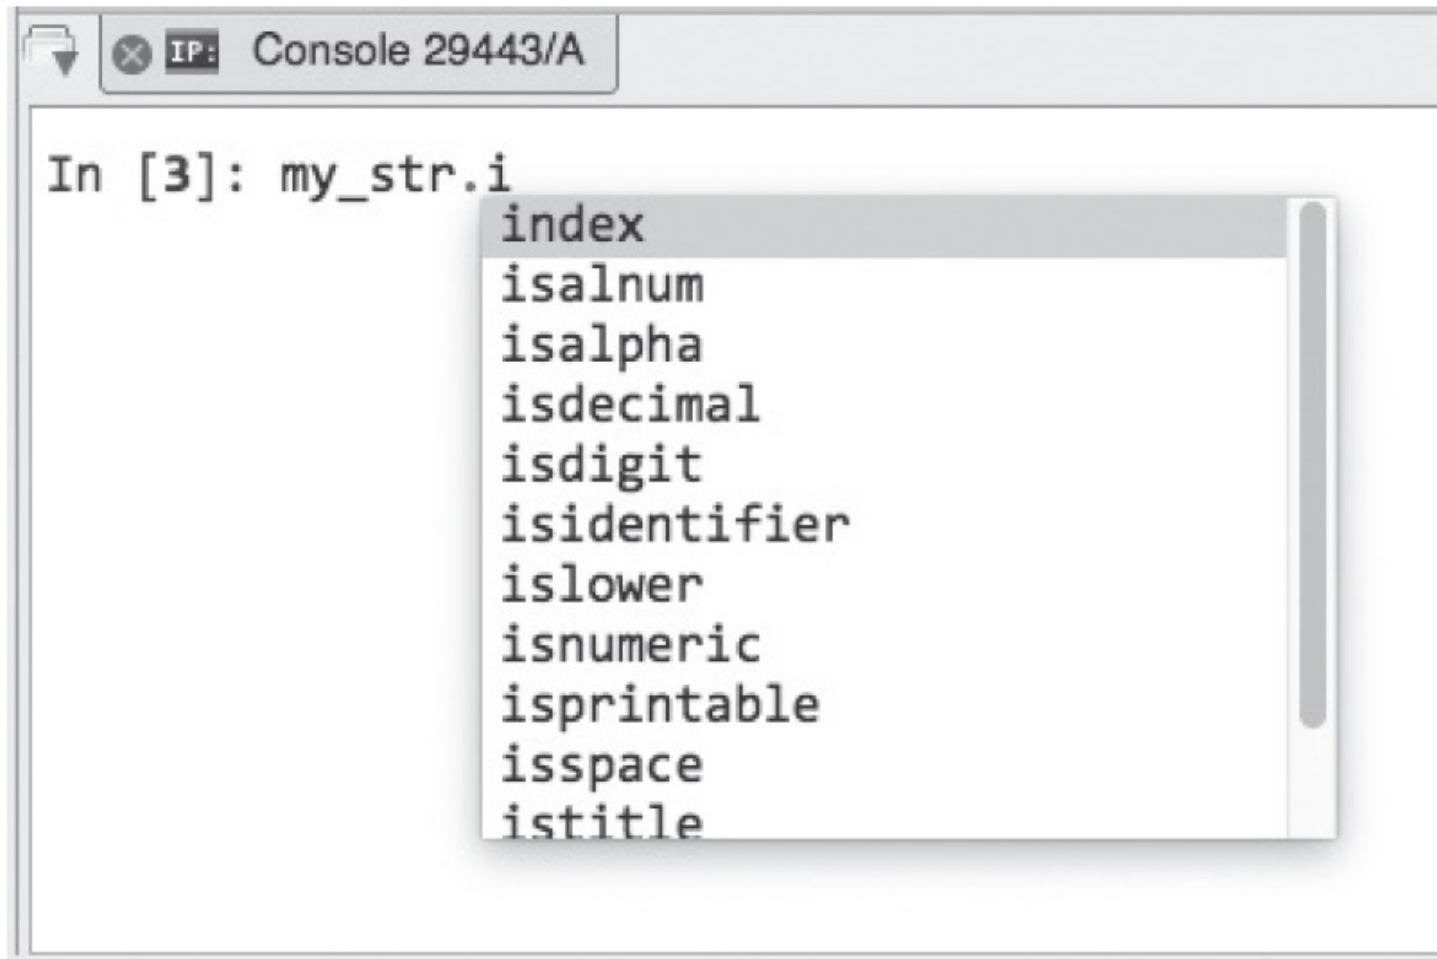 IP: Console 29443/A
In [3]: my_str.i
index
isalnum
isalpha
isdecimal
isdigit
isidentifier
islower
isnumeric
isprintable
isspace
istitle